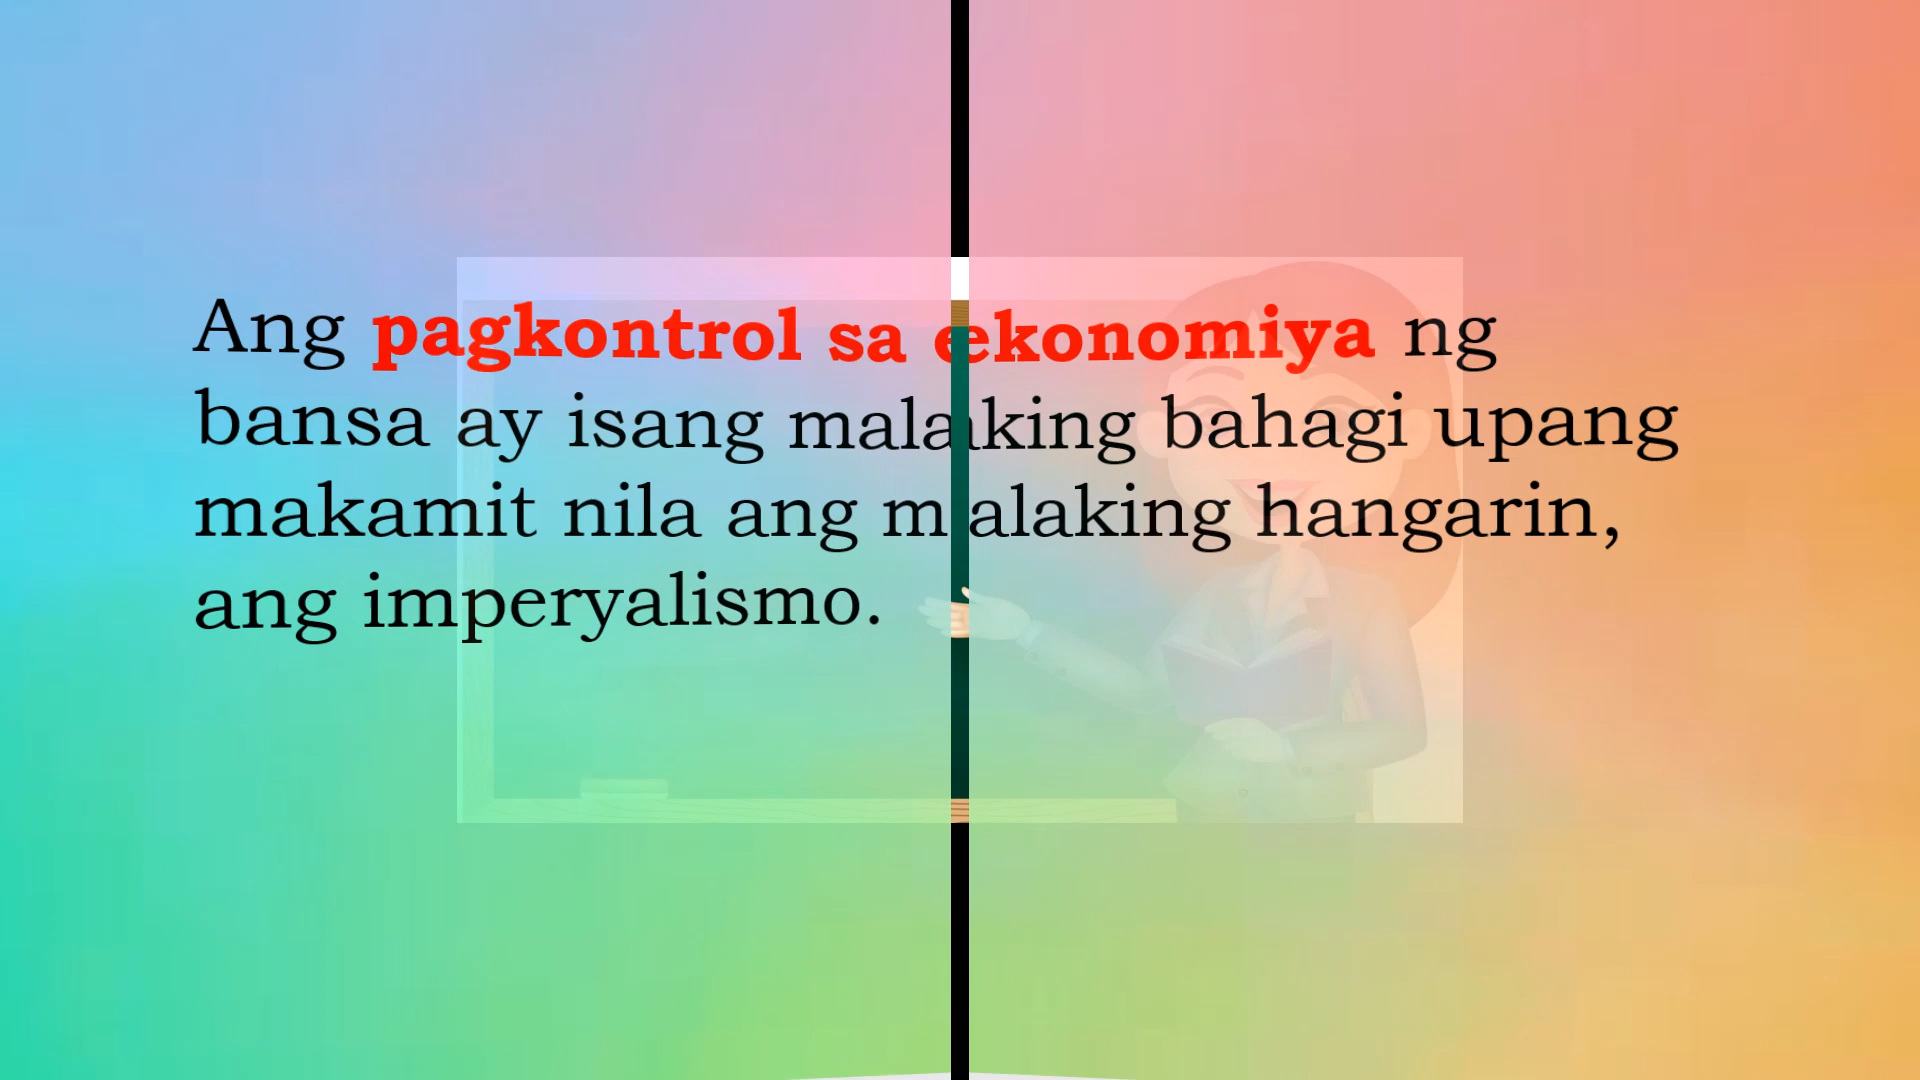 Ang pagkontrol sa ekonomiya ng
bansa ay isang malaking bahagi upang
makamit nila ang malaking hangarin,
ang imperyalismo.